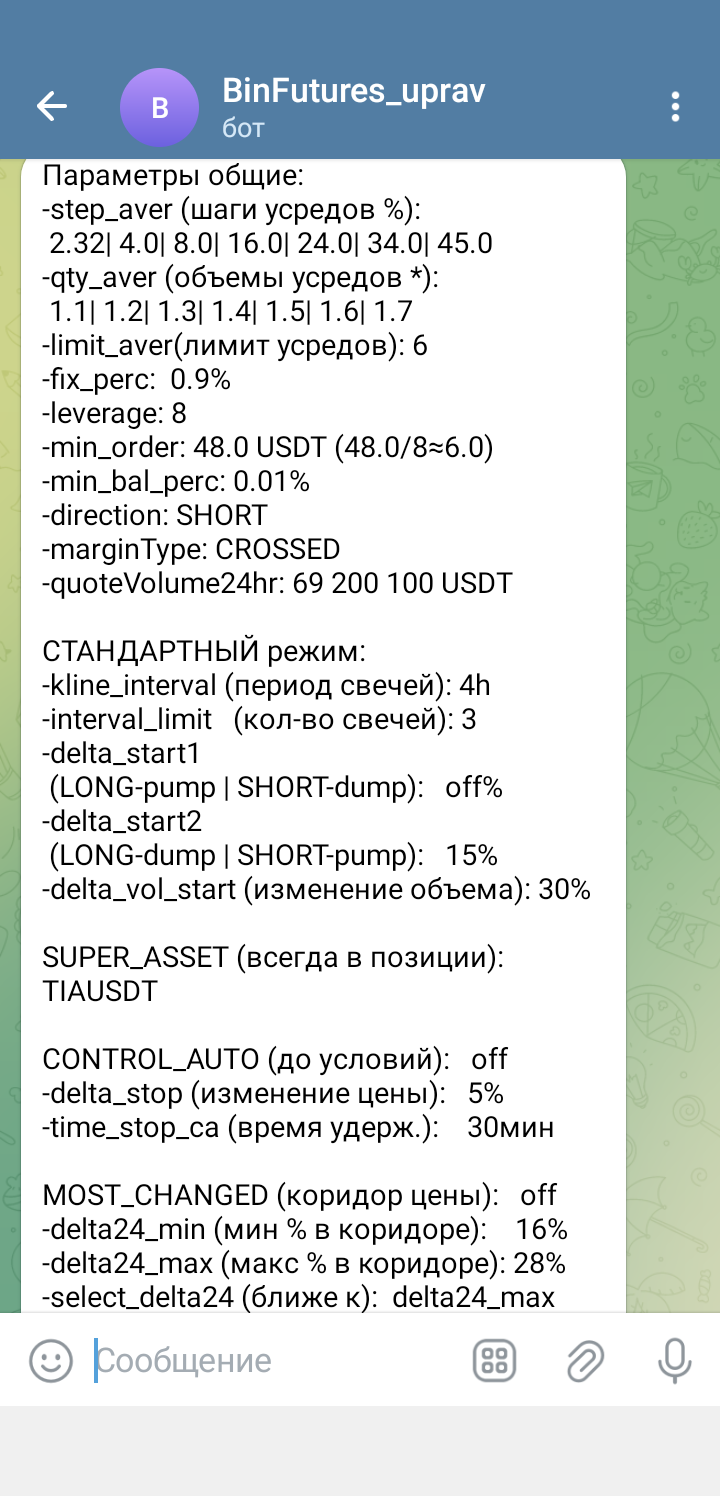 B
BinFutures_uprav
бот
Параметры общие:
-step_aver (шаги усредов %):
2.32| 4.0| 8.0| 16.0| 24.0| 34.0| 45.0
-qty_aver (объемы усредов *):
1.1| 1.2| 1.3| 1.4| 1.5| 1.6| 1.7
-limit_aver(лимит усредов): 6
-fix_perc: 0.9%
-leverage: 8
-min_order: 48.0 USDT (48.0/8≈6.0)
-min_bal_perc: 0.01%
-direction: SHORT
-marginType: CROSSED
-quoteVolume24hr: 69 200 100 USDT
СТАНДАРТНЫЙ режим:
-kline_interval (период свечей): 4h
-interval_limit (кол-во свечей): 3
-delta_start1
(LONG-pump | SHORT-dump): off%
-delta_start2
(LONG-dump | SHORT-pump): 15%
-delta_vol_start (изменение объема): 30%
SUPER_ASSET (всегда в позиции):
TIAUSDT
CONTROL_AUTO (до условий): off
-delta_stop (изменение цены): 5%
-time_stop_ca (время удерж.): 30мин
MOST_CHANGED (коридор цены): off
-delta24_min (мин % в коридоре): 16%
-delta24_max (макс % в коридоре): 28%
-select_delta24 (ближе к): delta24_max
Сообщение